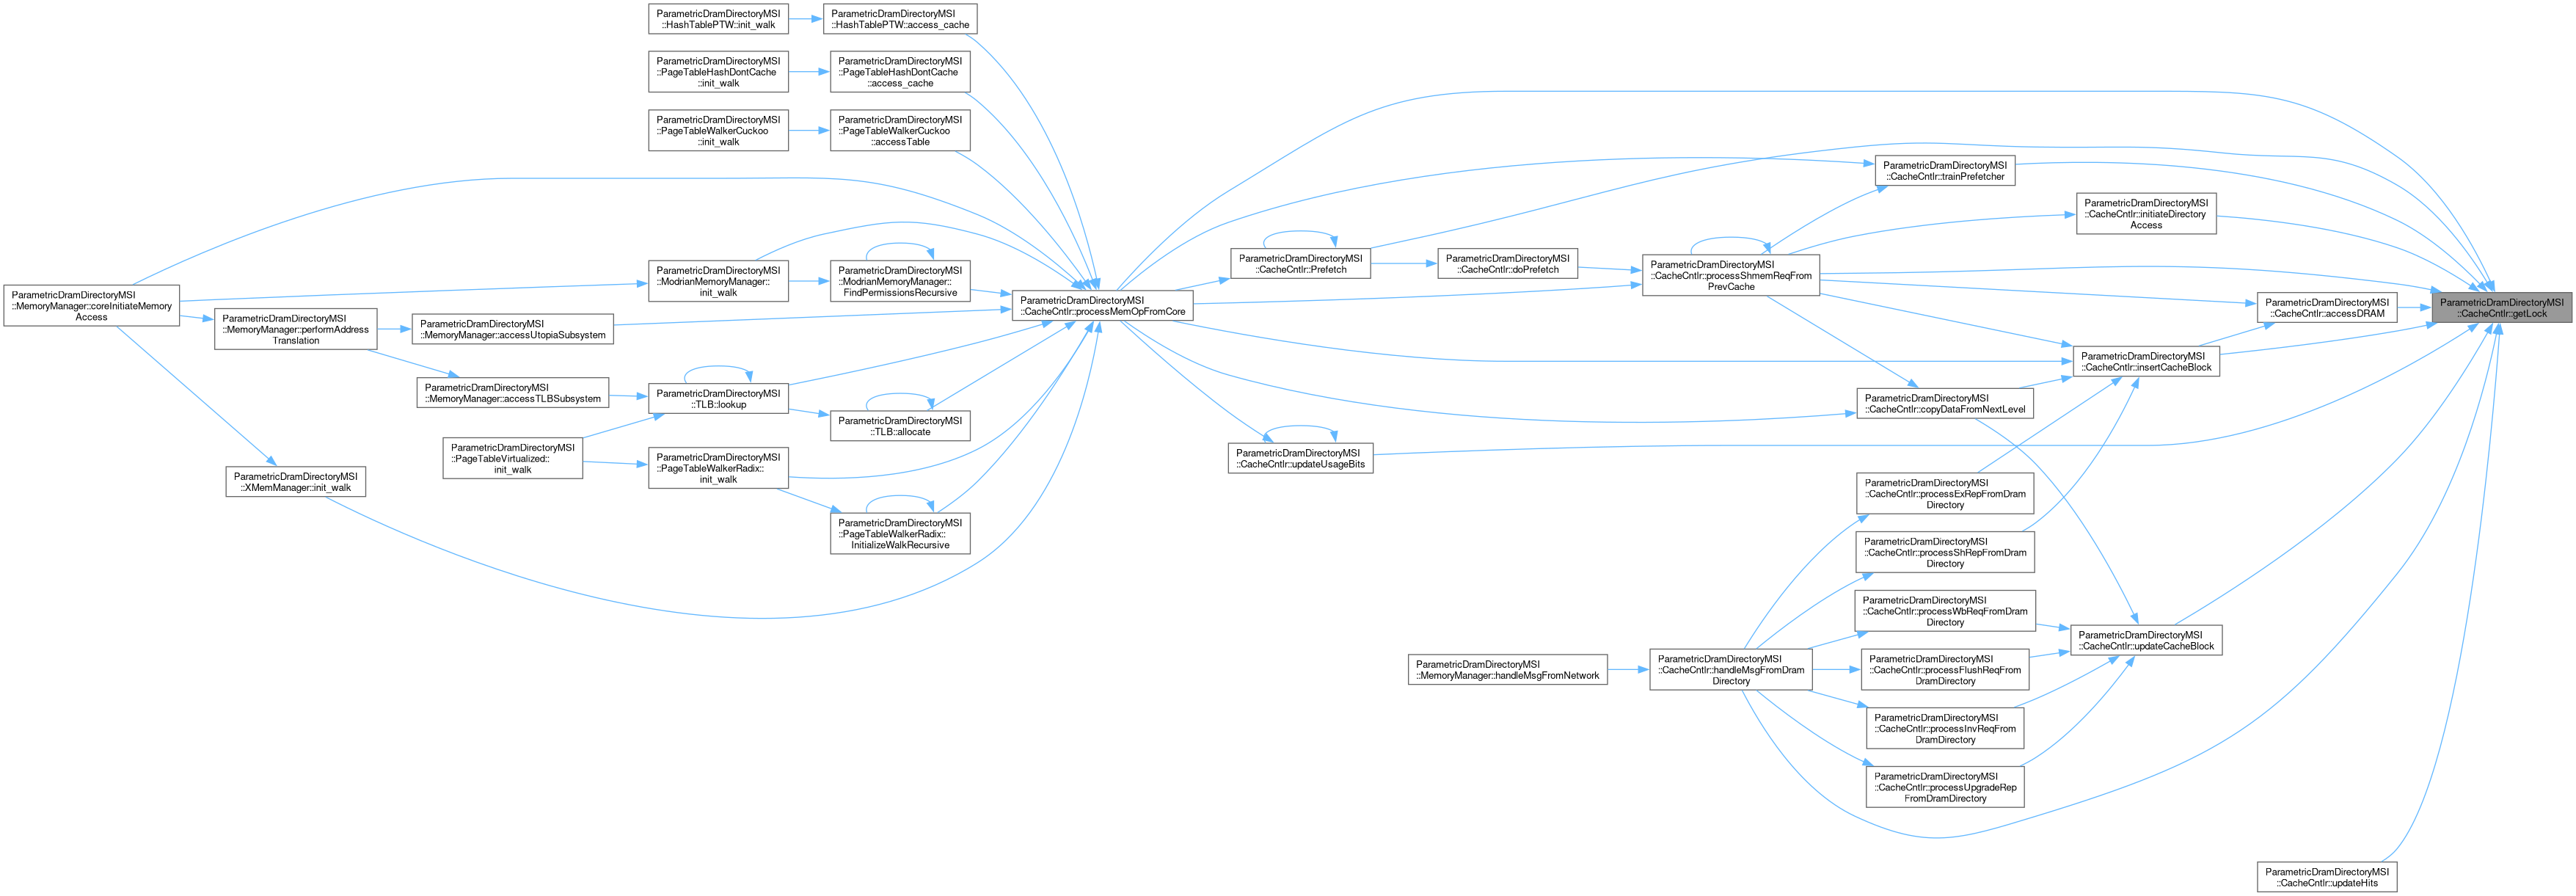 ParametricDramDirectoryMSI
::HashTablePTW::init_walk
ParametricDramDirectoryMSI
::HashTablePTW::access_cache
ParametricDramDirectoryMSI
::PageTableHashDontCache
::init_walk
ParametricDramDirectoryMSI
::PageTableHashDontCache
::access_cache
ParametricDramDirectoryMSI
::PageTableWalkerCuckoo
::init_walk
ParametricDramDirectoryMSI
::PageTableWalkerCuckoo
::accessTable
ParametricDramDirectoryMSI
::CacheCntlr::trainPrefetcher
ParametricDramDirectoryMSI
::CacheCntlr::initiateDirectory
Access
ParametricDramDirectoryMSI
::CacheCntlr::Prefetch
ParametricDramDirectoryMSI
::CacheCntlr::doPrefetch
ParametricDramDirectoryMSI
::CacheCntlr::processShmemReqFrom
PrevCache
ParametricDramDirectoryMSI
::ModrianMemoryManager::
init_walk
ParametricDramDirectoryMSI
::ModrianMemoryManager::
FindPermissionsRecursive
ParametricDramDirectoryMSI
::MemoryManager::coreInitiateMemory
Access
ParametricDramDirectoryMSI
::CacheCntlr::processMemOpFromCore
ParametricDramDirectoryMSI
::CacheCntlr::accessDRAM
ParametricDramDirectoryMSI
::CacheCntlr::getLock
ParametricDramDirectoryMSI
::MemoryManager::performAddress
Translation
ParametricDramDirectoryMSI
::MemoryManager::accessUtopiaSubsystem
ParametricDramDirectoryMSI
::CacheCntlr::insertCacheBlock
ParametricDramDirectoryMSI
::MemoryManager::accessTLBSubsystem
ParametricDramDirectoryMSI
::TLB::lookup
ParametricDramDirectoryMSI
::CacheCntlr::copyDataFromNextLevel
ParametricDramDirectoryMSI
::TLB::allocate
ParametricDramDirectoryMSI
::PageTableVirtualized::
init_walk
ParametricDramDirectoryMSI
::PageTableWalkerRadix::
init_walk
ParametricDramDirectoryMSI
::CacheCntlr::updateUsageBits
ParametricDramDirectoryMSI
::XMemManager::init_walk
ParametricDramDirectoryMSI
::CacheCntlr::processExRepFromDram
Directory
ParametricDramDirectoryMSI
::PageTableWalkerRadix::
InitializeWalkRecursive
ParametricDramDirectoryMSI
::CacheCntlr::processShRepFromDram
Directory
ParametricDramDirectoryMSI
::CacheCntlr::processWbReqFromDram
Directory
ParametricDramDirectoryMSI
::CacheCntlr::updateCacheBlock
ParametricDramDirectoryMSI
::MemoryManager::handleMsgFromNetwork
ParametricDramDirectoryMSI
::CacheCntlr::handleMsgFromDram
Directory
ParametricDramDirectoryMSI
::CacheCntlr::processFlushReqFrom
DramDirectory
ParametricDramDirectoryMSI
::CacheCntlr::processInvReqFrom
DramDirectory
ParametricDramDirectoryMSI
::CacheCntlr::processUpgradeRep
FromDramDirectory
ParametricDramDirectoryMSI
::CacheCntlr::updateHits